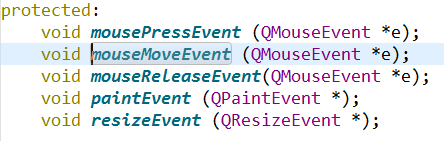 protected:
void mousePressEvent (QMouseEvent *e);
void mouseMoveEvent (QMouseEvent *e);
void mouseReleaseEvent(QMouseEvent *e);
void paintEvent (QPaintEvent *);
void resizeEvent (QResizeEvent *);